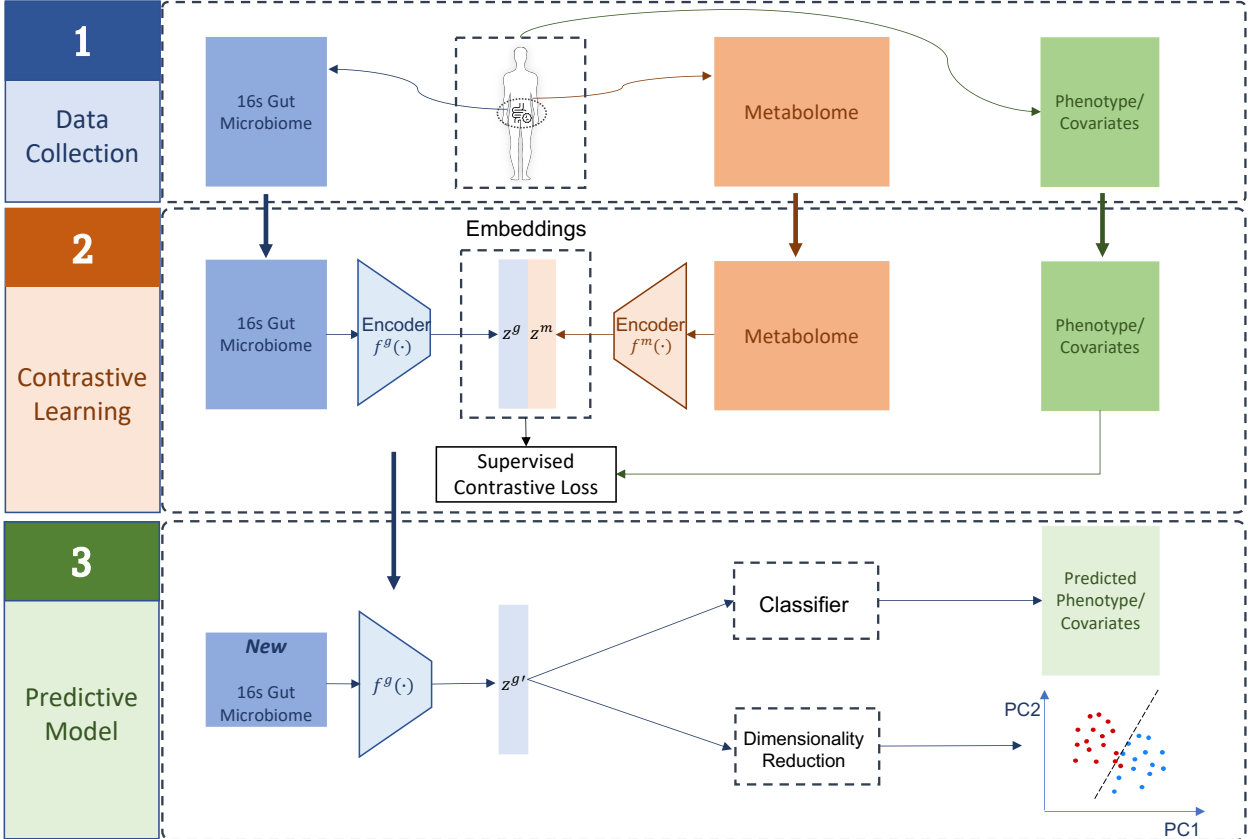 1
Data
Collection
16s Gut
Microbiome
Metabolome
Phenotype/
Covariates
2
Contrastive
Learning
Embeddings
16s Gut
Microbiome
Encoder
f^g(·)
z^g z^m
Encoder
f^m(·)
Metabolome
Phenotype/
Covariates
Supervised
Contrastive Loss
3
Predictive
Model
New
16s Gut
Microbiome
f^g(·)
z^g′
Classifier
Predicted
Phenotype/
Covariates
Dimensionality
Reduction
PC2
PC1